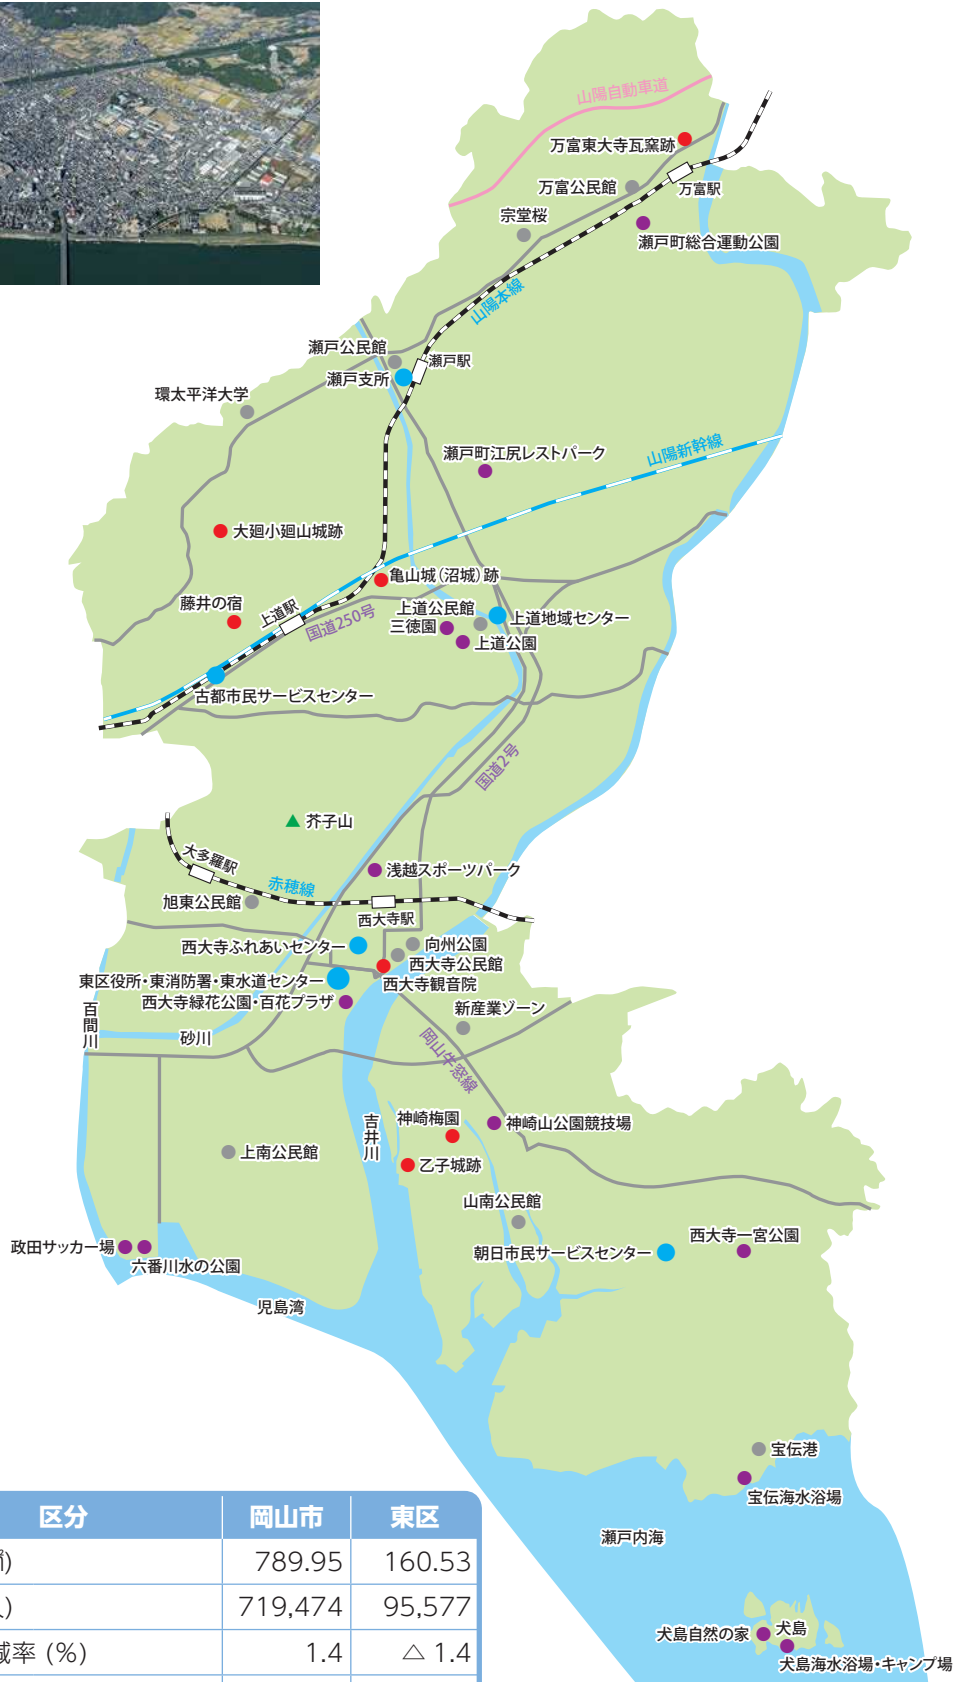 山陽自動車道
万富東大寺瓦窯跡
万富公民館
万富駅
宗堂桜
瀬戸町総合運動公園
山陽本線
瀬戸公民館
瀬戸駅
瀬戸支所
環太平洋大学
山陽新幹線
瀬戸町江尻レストパーク
大廻小廻山城跡
亀山城（沼城）跡
藤井の宿
上道駅
国道250号
上道公民館
上道地域センター
三徳園
上道公園
古都市民サービスセンター
国道2号
芥子山
大多羅駅
浅越スポーツパーク
赤穂線
旭東公民館
西大寺駅
西大寺ふれあいセンター
向州公園
西大寺公民館
東区役所・東消防署・東水道センター
西大寺観音院
西大寺緑花公園・百花プラザ
百間川
新産業ゾーン
砂川
岡山牛窓線
吉井川
神崎梅園
神崎山公園競技場
上南公民館
乙子城跡
山南公民館
政田サッカー場
朝日市民サービスセンター
西大寺一宮公園
六番川水の公園
児島湾
宝伝港
宝伝海水浴場
瀬戸内海
区分 岡山市 東区
㎡) 789.95 160.53
人) 719,474 95,577
減率 (%) 1.4 △ 1.4
犬島自然の家
犬島
犬島海水浴場・キャンプ場